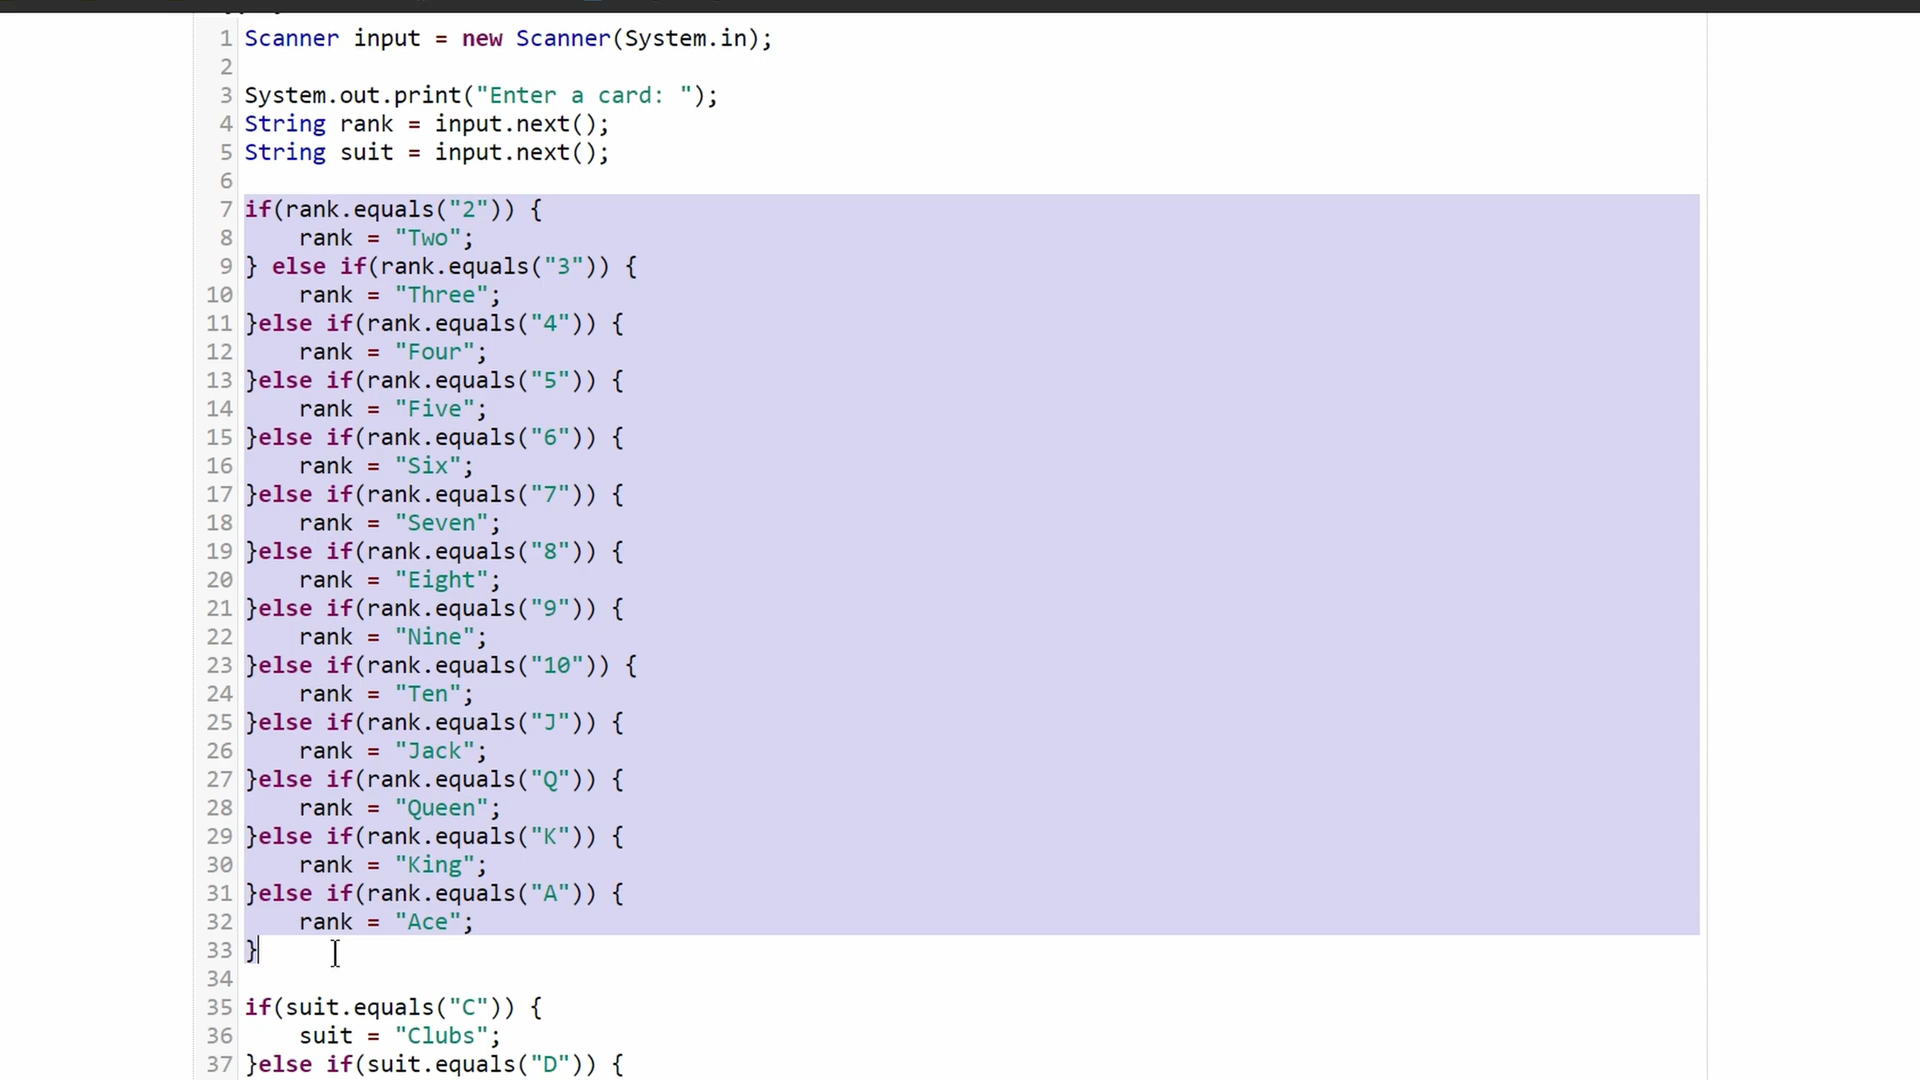 1 Scanner input = new Scanner(System.in);
2
3 System.out.print("Enter a card: ");
4 String rank = input.next();
5 String suit = input.next();
6
7 if(rank.equals("2")) {
8     rank = "Two";
9 } else if(rank.equals("3")) {
10     rank = "Three";
11 }else if(rank.equals("4")) {
12     rank = "Four";
13 }else if(rank.equals("5")) {
14     rank = "Five";
15 }else if(rank.equals("6")) {
16     rank = "Six";
17 }else if(rank.equals("7")) {
18     rank = "Seven";
19 }else if(rank.equals("8")) {
20     rank = "Eight";
21 }else if(rank.equals("9")) {
22     rank = "Nine";
23 }else if(rank.equals("10")) {
24     rank = "Ten";
25 }else if(rank.equals("J")) {
26     rank = "Jack";
27 }else if(rank.equals("Q")) {
28     rank = "Queen";
29 }else if(rank.equals("K")) {
30     rank = "King";
31 }else if(rank.equals("A")) {
32     rank = "Ace";
33 }
34
35 if(suit.equals("C")) {
36     suit = "Clubs";
37 }else if(suit.equals("D")) {